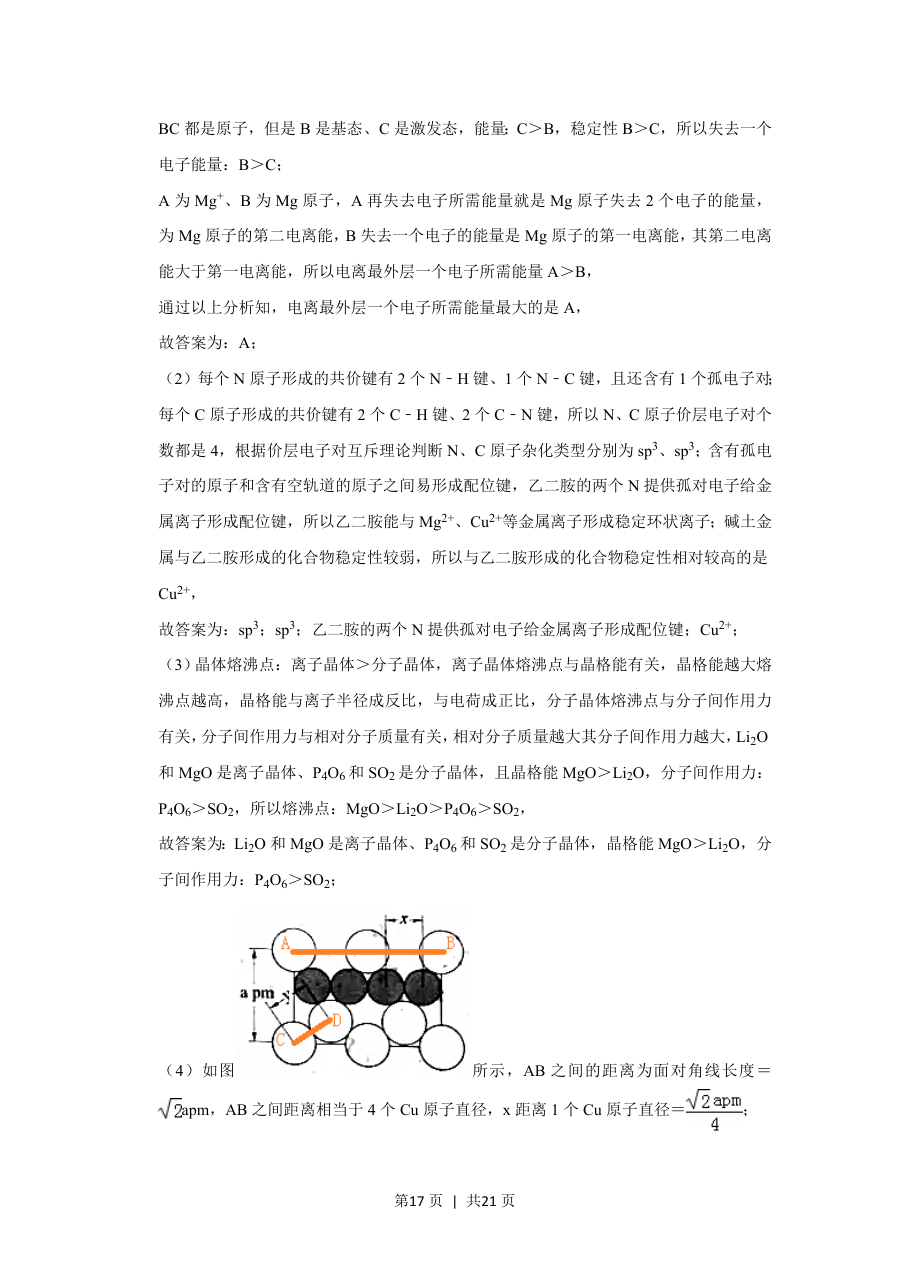 BC 都是原子，但是 B 是基态、C 是激发态，能量：C＞B，稳定性 B＞C，所以失去一个
电子能量：B＞C；
A 为 Mg⁺、B 为 Mg 原子，A 再失去电子所需能量就是 Mg 原子失去 2 个电子的能量，
为 Mg 原子的第二电离能，B 失去一个电子的能量是 Mg 原子的第一电离能，其第二电离
能大于第一电离能，所以电离最外层一个电子所需能量 A＞B，
通过以上分析知，电离最外层一个电子所需能量最大的是 A，
故答案为：A；
（2）每个 N 原子形成的共价键有 2 个 N﹣H 键、1 个 N﹣C 键，且还含有 1 个孤电子对；
每个 C 原子形成的共价键有 2 个 C﹣H 键、2 个 C﹣N 键，所以 N、C 原子价层电子对个
数都是 4，根据价层电子对互斥理论判断 N、C 原子杂化类型分别为 sp³、sp³；含有孤电
子对的原子和含有空轨道的原子之间易形成配位键，乙二胺的两个 N 提供孤对电子给金
属离子形成配位键，所以乙二胺能与 Mg²⁺、Cu²⁺等金属离子形成稳定环状离子；碱土金
属与乙二胺形成的化合物稳定性较弱，所以与乙二胺形成的化合物稳定性相对较高的是
Cu²⁺，
故答案为：sp³；sp³；乙二胺的两个 N 提供孤对电子给金属离子形成配位键；Cu²⁺；
（3）晶体熔沸点：离子晶体＞分子晶体，离子晶体熔沸点与晶格能有关，晶格能越大熔
沸点越高，晶格能与离子半径成反比，与电荷成正比，分子晶体熔沸点与分子间作用力
有关，分子间作用力与相对分子质量有关，相对分子质量越大其分子间作用力越大，Li₂O
和 MgO 是离子晶体、P₄O₆ 和 SO₂ 是分子晶体，且晶格能 MgO＞Li₂O，分子间作用力：
P₄O₆＞SO₂，所以熔沸点：MgO＞Li₂O＞P₄O₆＞SO₂，
故答案为：Li₂O 和 MgO 是离子晶体、P₄O₆ 和 SO₂ 是分子晶体，晶格能 MgO＞Li₂O，分
子间作用力：P₄O₆＞SO₂；
x
A B
a pm
D
C
（4）如图所示，AB 之间的距离为面对角线长度＝
√2apm，AB 之间距离相当于 4 个 Cu 原子直径，x 距离 1 个 Cu 原子直径＝√2apm/4；
第17 页 | 共21 页